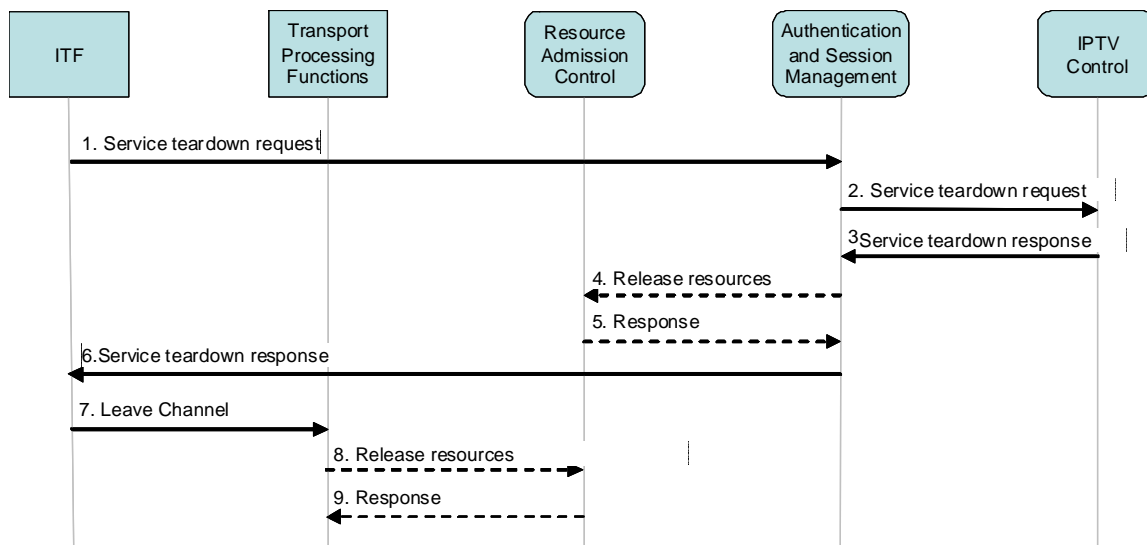 ITF
Transport
Processing
Functions
Resource
Admission
Control
Authentication
and Session
Management
IPTV
Control
1. Service teardown request
2. Service teardown request
3Service teardown response
4. Release resources
5. Response
6.Service teardown response
7. Leave Channel
8. Release resources
9. Response